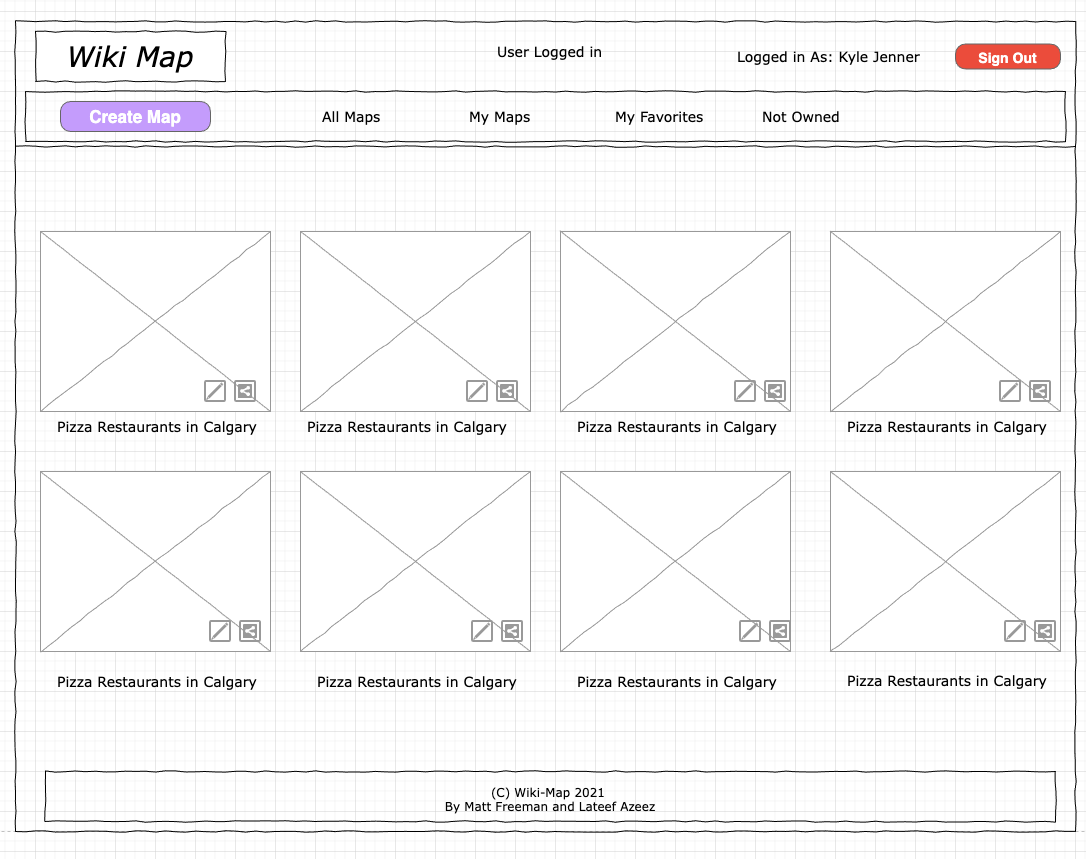 Wiki Map
User Logged in
Logged in As: Kyle Jenner
Sign Out
Create Map
All Maps
My Maps
My Favorites
Not Owned
Pizza Restaurants in Calgary
Pizza Restaurants in Calgary
Pizza Restaurants in Calgary
Pizza Restaurants in Calgary
Pizza Restaurants in Calgary
Pizza Restaurants in Calgary
Pizza Restaurants in Calgary
Pizza Restaurants in Calgary
(C) Wiki-Map 2021
By Matt Freeman and Lateef Azeez